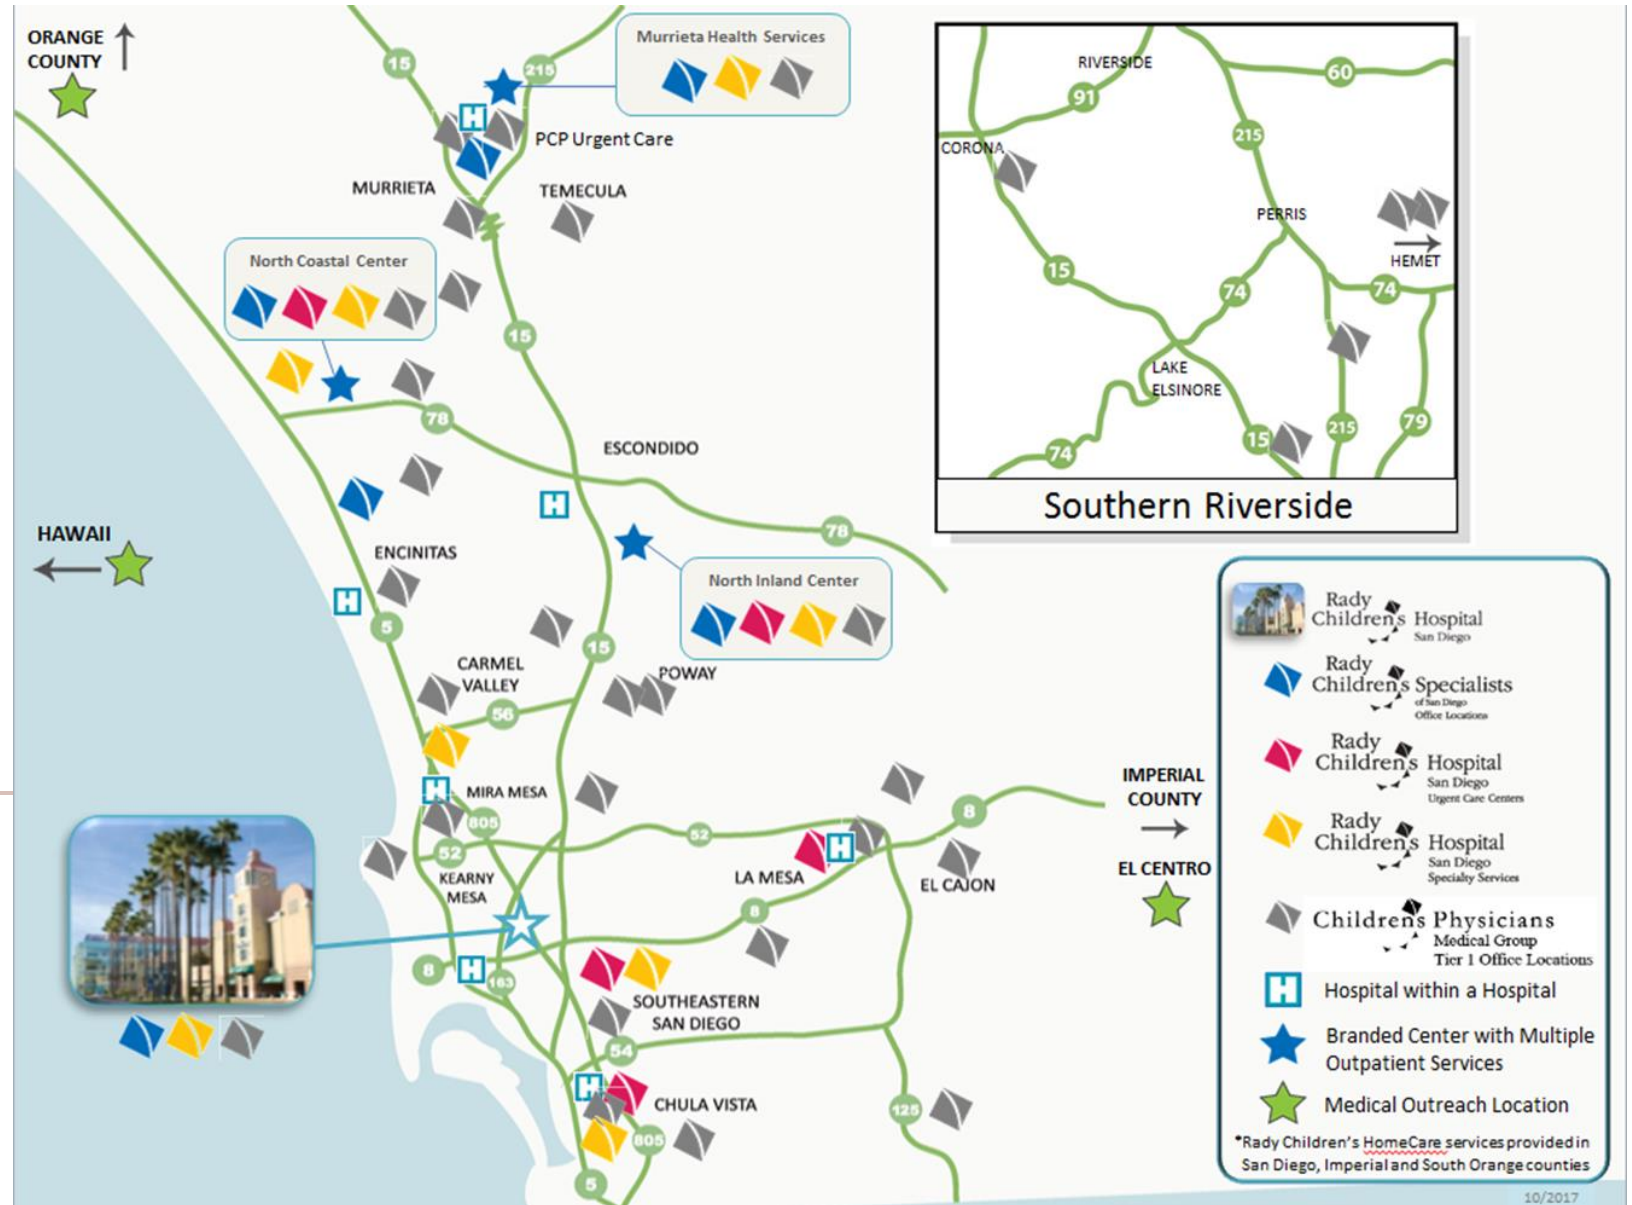 ORANGE
COUNTY
15
215
Murrieta Health Services
PCP Urgent Care
MURRIETA
TEMECULA
North Coastal Center
15
78
ESCONDIDO
HAWAII
ENCINITAS
H
H
H
78
North Inland Center
5
15
CARMEL
VALLEY
POWAY
56
H
MIRA MESA
805
52
52
KEARNY
MESA
LA MESA
H
8
EL CAJON
IMPERIAL
COUNTY
EL CENTRO
8
8
H
163
SOUTHEASTERN
SAN DIEGO
54
H
CHULA VISTA
805
125
5
RIVERSIDE
60
91
215
CORONA
PERRIS
HEMET
15
74
74
LAKE
ELSINORE
74
15
215
79
Southern Riverside
Rady
Children's Hospital
San Diego
Rady
Children's Specialists
of San Diego
Office Locations
Rady
Children's Hospital
San Diego
Urgent Care Centers
Rady
Children's Hospital
San Diego
Specialty Services
Children's Physicians
Medical Group
Tier 1 Office Locations
H
Hospital within a Hospital
Branded Center with Multiple
Outpatient Services
Medical Outreach Location
*Rady Children's HomeCare services provided in
San Diego, Imperial and South Orange counties
10/2017